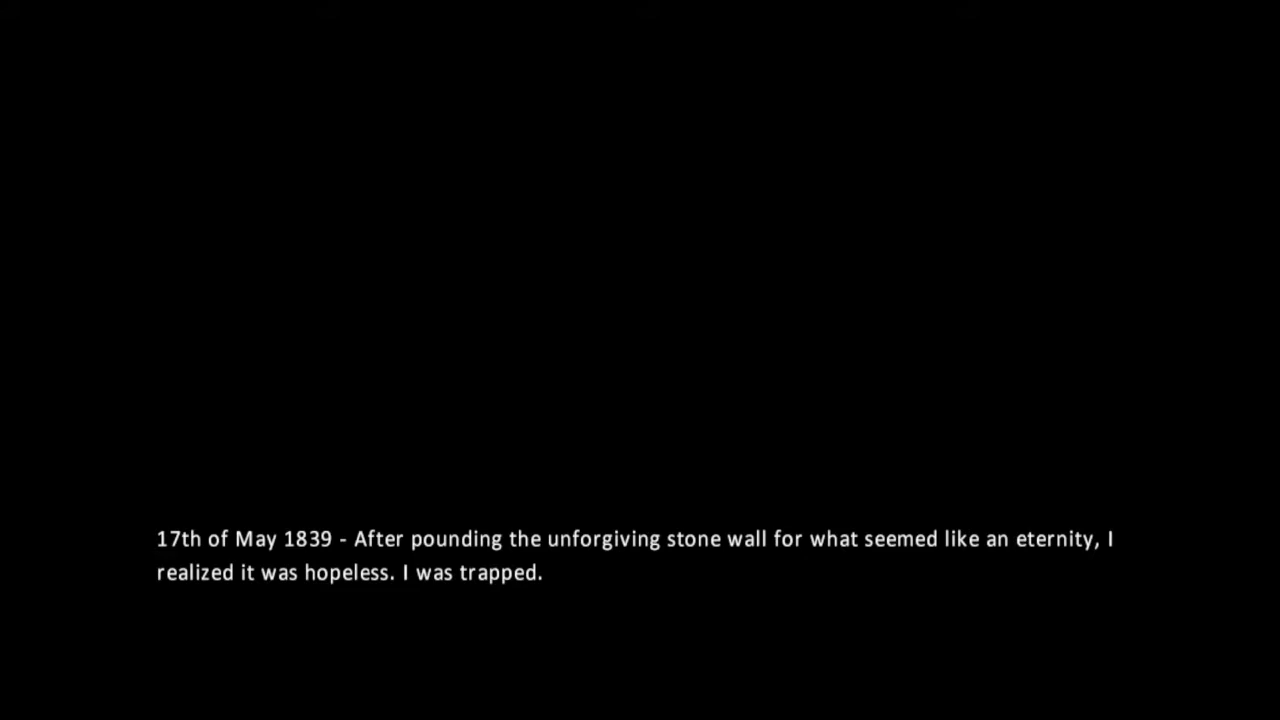 17th of May 1839 - After pounding the unforgiving stone wall for what seemed like an eternity, I
realized it was hopeless. I was trapped.